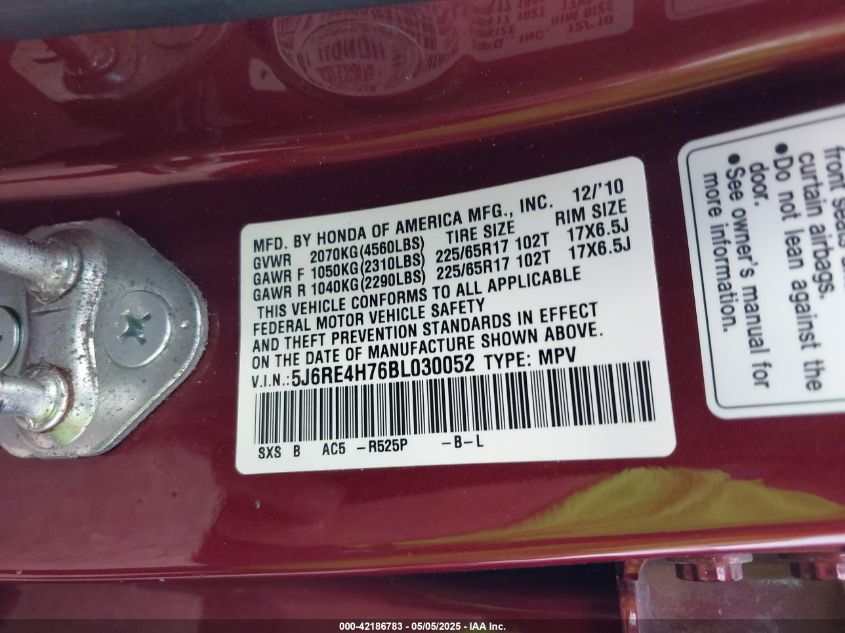 MFD. BY HONDA OF AMERICA MFG., INC. 12/'10
GVWR 2070KG(4560LBS) TIRE SIZE RIM SIZE
GAWR F 1050KG(2310LBS) 225/65R17 102T 17X6.5J
GAWR R 1040KG(2290LBS) 225/65R17 102T 17X6.5J
THIS VEHICLE CONFORMS TO ALL APPLICABLE
FEDERAL MOTOR VEHICLE SAFETY
AND THEFT PREVENTION STANDARDS IN EFFECT
ON THE DATE OF MANUFACTURE SHOWN ABOVE.
V.I.N.:5J6RE4H76BL030052 TYPE: MPV
SXS B AC5 -R525P -B-L
front seats
curtain airbags.
•Do not lean against the
door.
•See owner's manual for
more information.
000-42186783 - 05/05/2025 - IAA Inc.